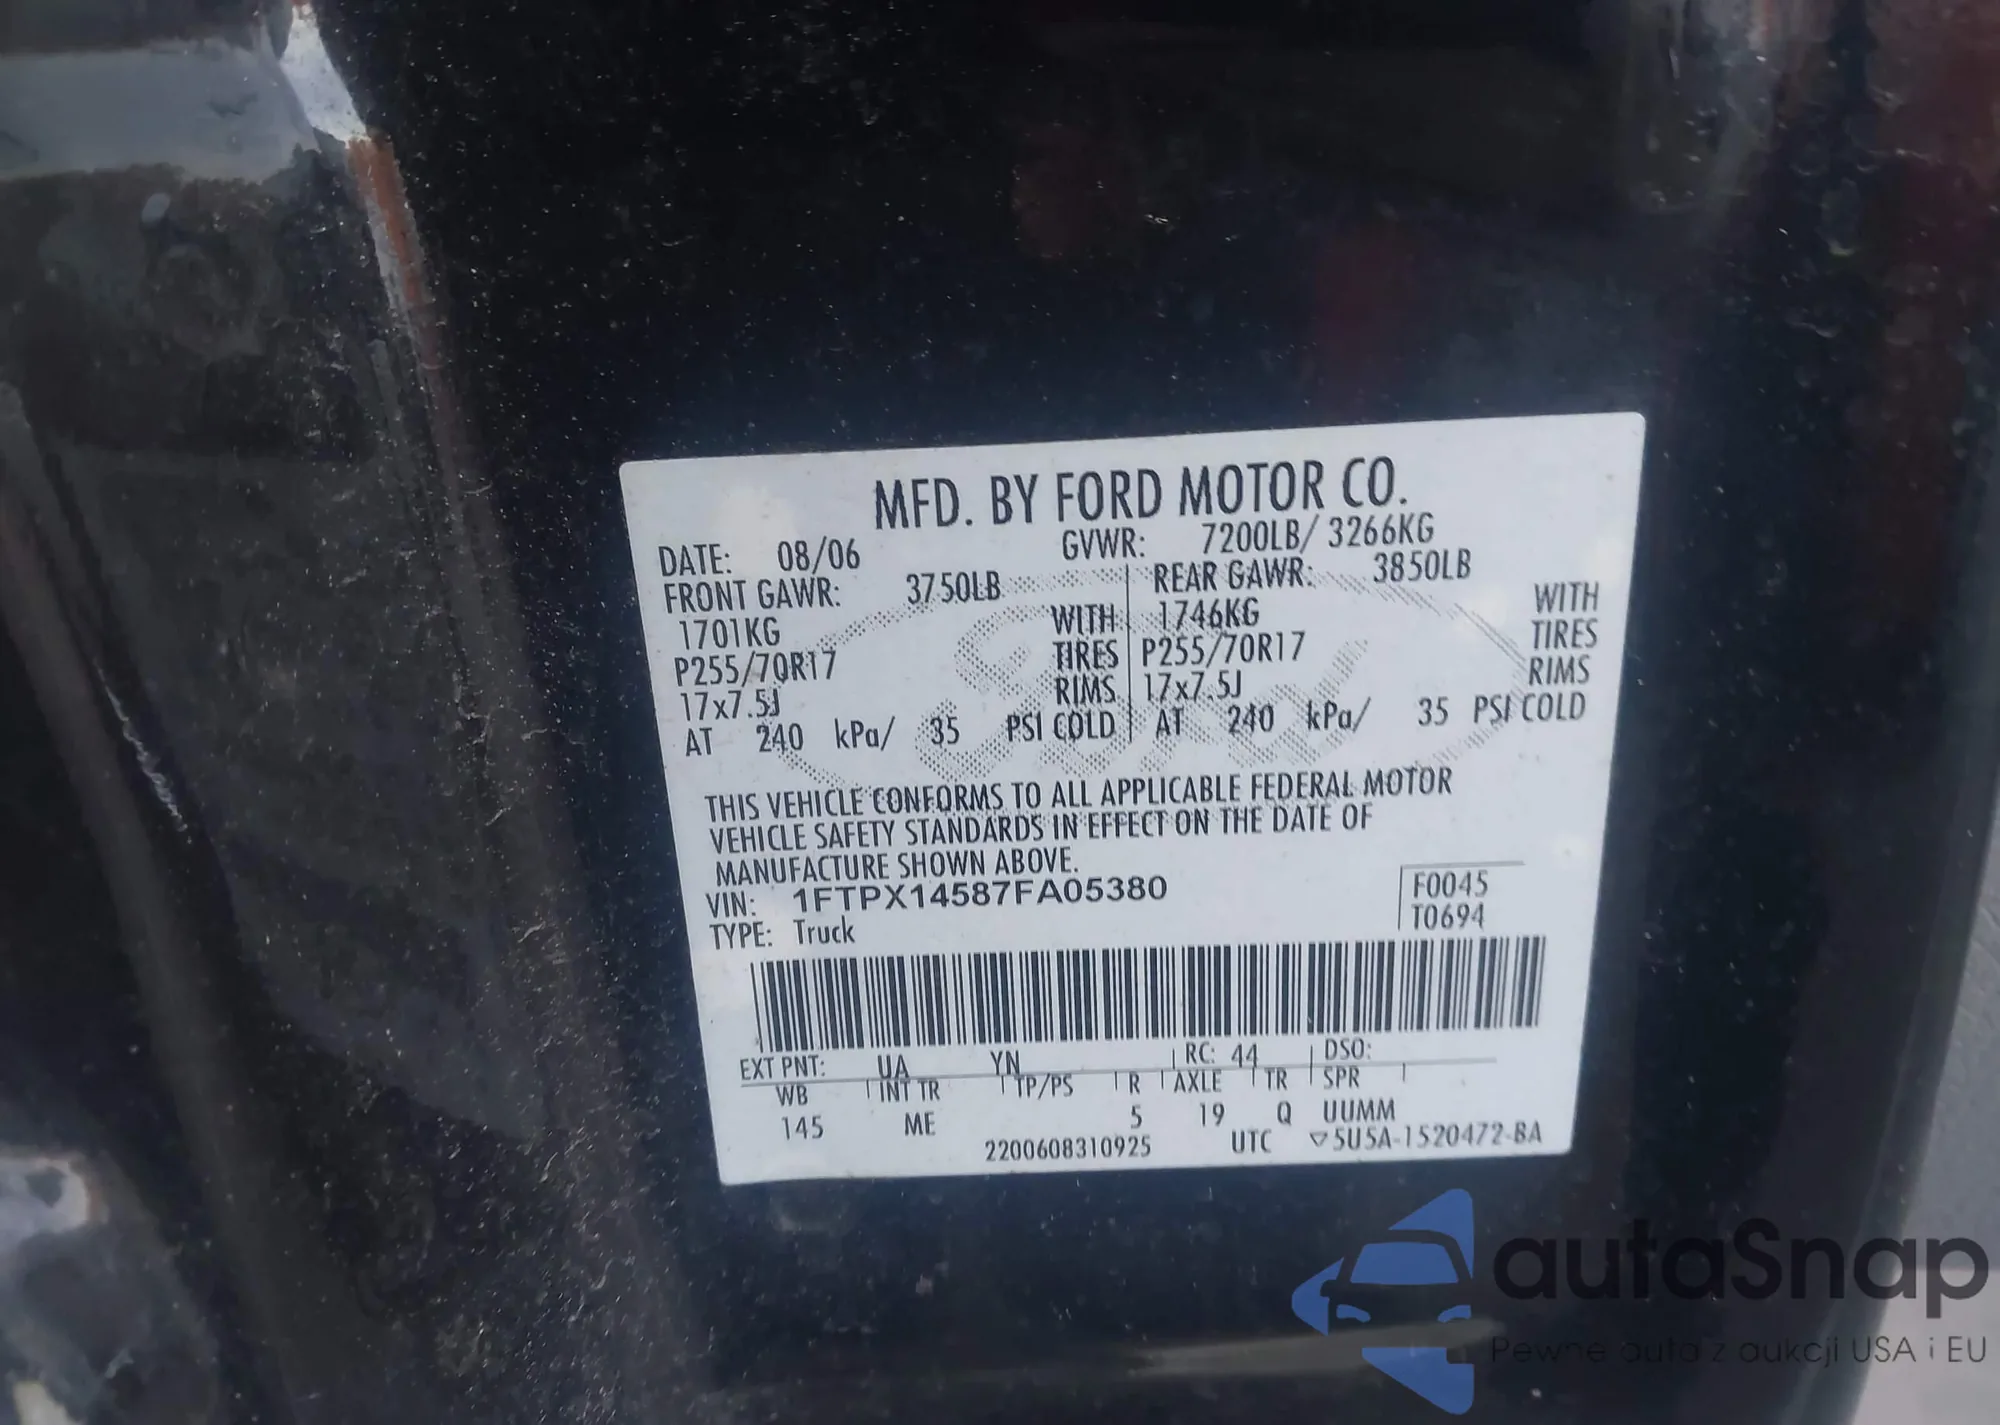 MFD. BY FORD MOTOR CO.
DATE: 08/06 GVWR: 7200LB/ 3266KG
FRONT GAWR: 3750LB REAR GAWR: 3850LB
1701KG WITH 1746KG WITH
P255/70R17 TIRES P255/70R17 TIRES
17x7.5J RIMS 17x7.5J RIMS
AT 240 kPa/ 35 PSI COLD AT 240 kPa/ 35 PSI COLD
THIS VEHICLE CONFORMS TO ALL APPLICABLE FEDERAL MOTOR
VEHICLE SAFETY STANDARDS IN EFFECT ON THE DATE OF
MANUFACTURE SHOWN ABOVE.
VIN: 1FTPX14587FA05380 F0045
TYPE: Truck T0694
EXT PNT: UA YN RC: 44 DSO:
WB INT TR TP/PS R AXLE TR SPR
145 ME 5 19 Q UUMM
2200608310925 UTC ▽5U5A-1520472-BA
autaSnap
Pewne auta z aukcji USA i EU